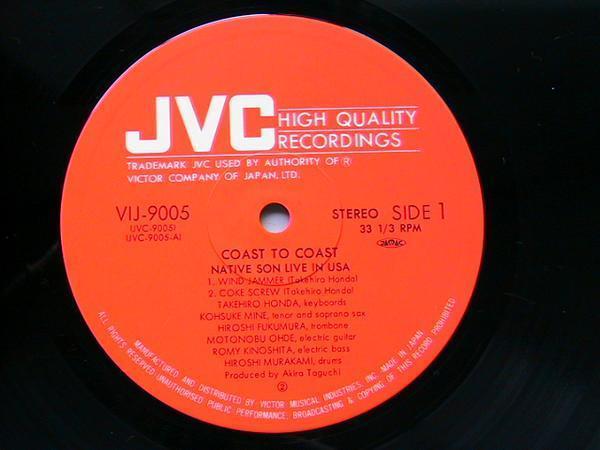 JVC HIGH QUALITY
RECORDINGS
TRADEMARK JVC USED BY AUTHORITY OF ®
VICTOR COMPANY OF JAPAN, LTD.
VIJ-9005
(JVC-9005)
(JVC-9005-A)
STEREO SIDE 1
33 1/3 RPM
COAST TO COAST
NATIVE SON LIVE IN USA
1. WIND JAMMER (Takehiro Honda)
2. COKE SCREW (Takehiro Honda)
TAKEHIRO HONDA, keyboards
KOHSUKE MINE, tenor and soprano sax
HIROSHI FUKUMURA, trombone
MOTONOBU OHDE, electric guitar
ROMY KINOSHITA, electric bass
HIROSHI MURAKAMI, drums
Produced by Akira Taguchi
MANUFACTURED AND DISTRIBUTED BY VICTOR MUSICAL INDUSTRIES, INC. MADE IN JAPAN
ALL RIGHTS RESERVED UNAUTHORISED PUBLIC PERFORMANCE, BROADCASTING & COPYING OF THIS RECORD PROHIBITED